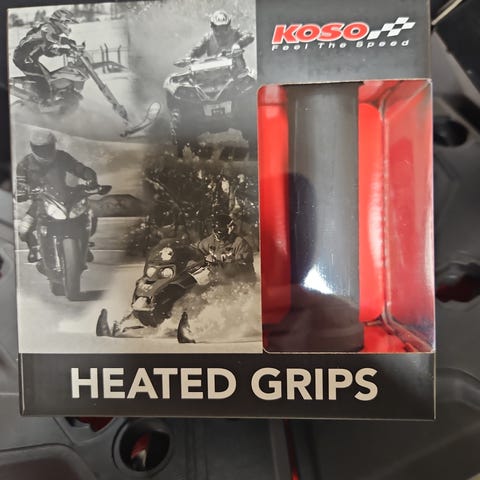 KOSO
Feel The Speed
HEATED GRIPS